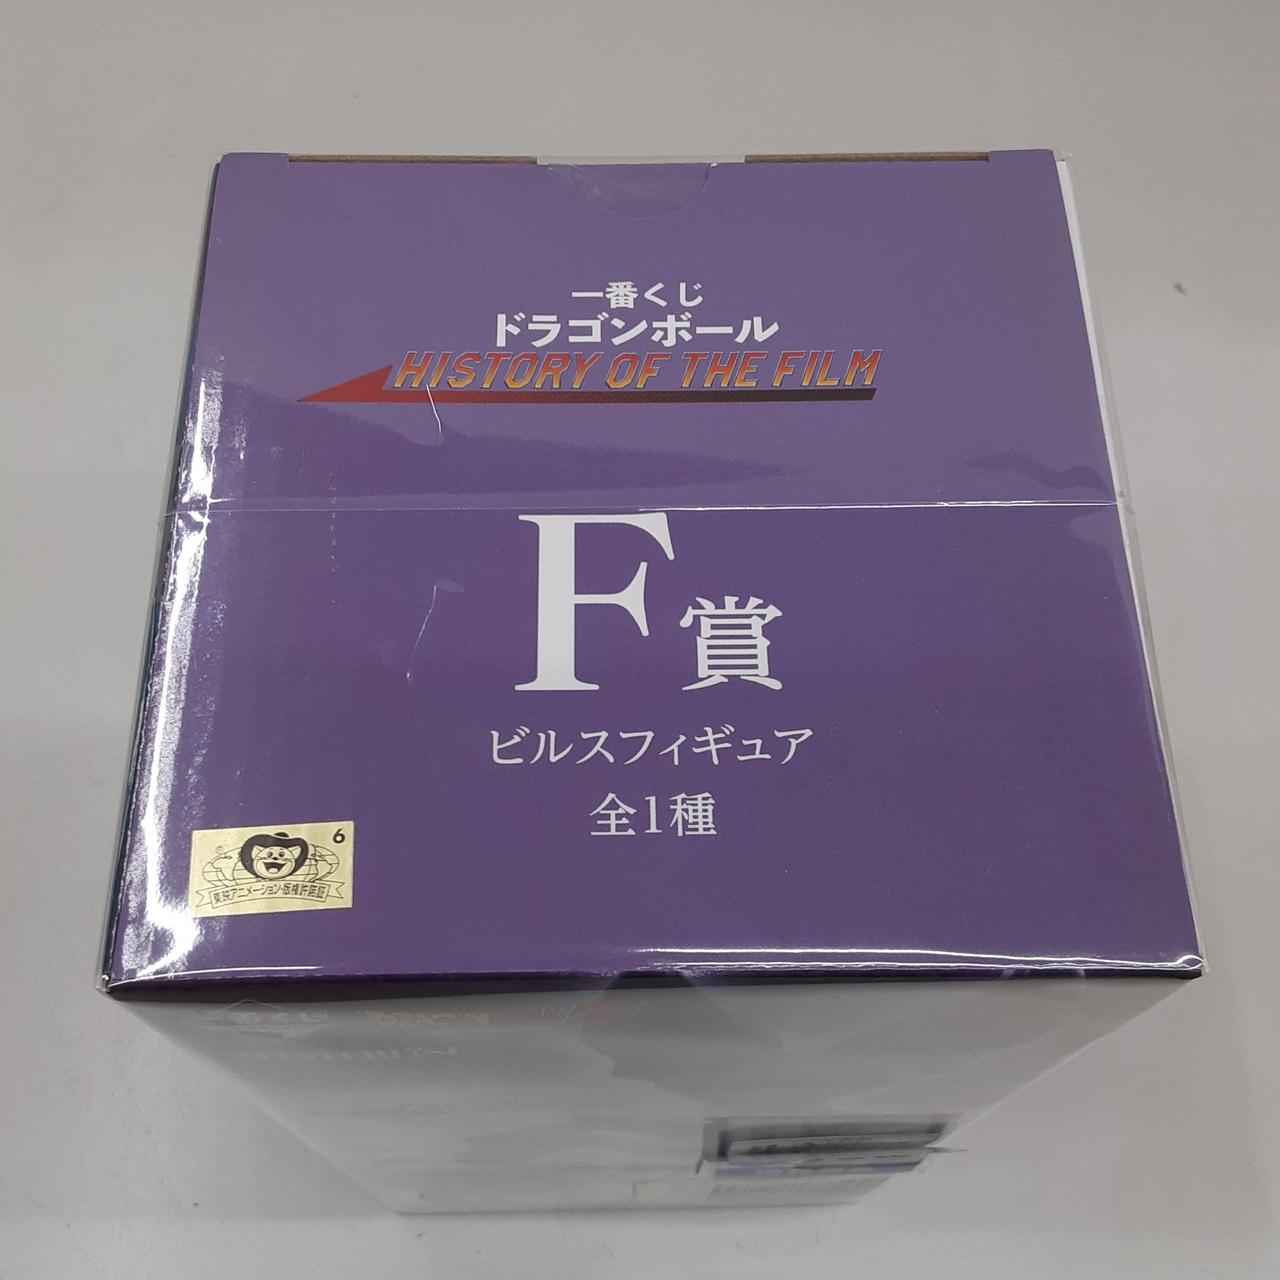 一番くじ
ドラゴンボール
HISTORY OF THE FILM
F賞
ビルスフィギュア
全1種
6
東映アニメーション・版権許諾証